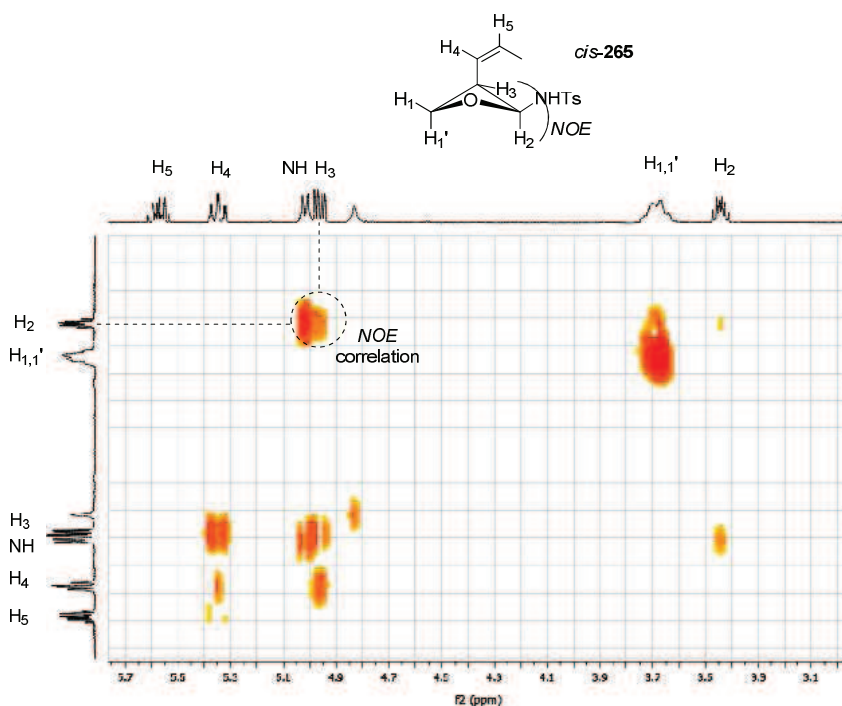 H5
H4
cis-265
H3
O
NHTs
H1
H1'
H2
NOE
H5
H4
NH H3
H1,1'
H2
H2
H1,1'
NOE
correlation
H3
NH
H4
H5
5.7 5.5 5.3 5.1 4.9 4.7 4.5 4.3 4.1 3.9 3.7 3.5 3.3 3.1
f2 (ppm)